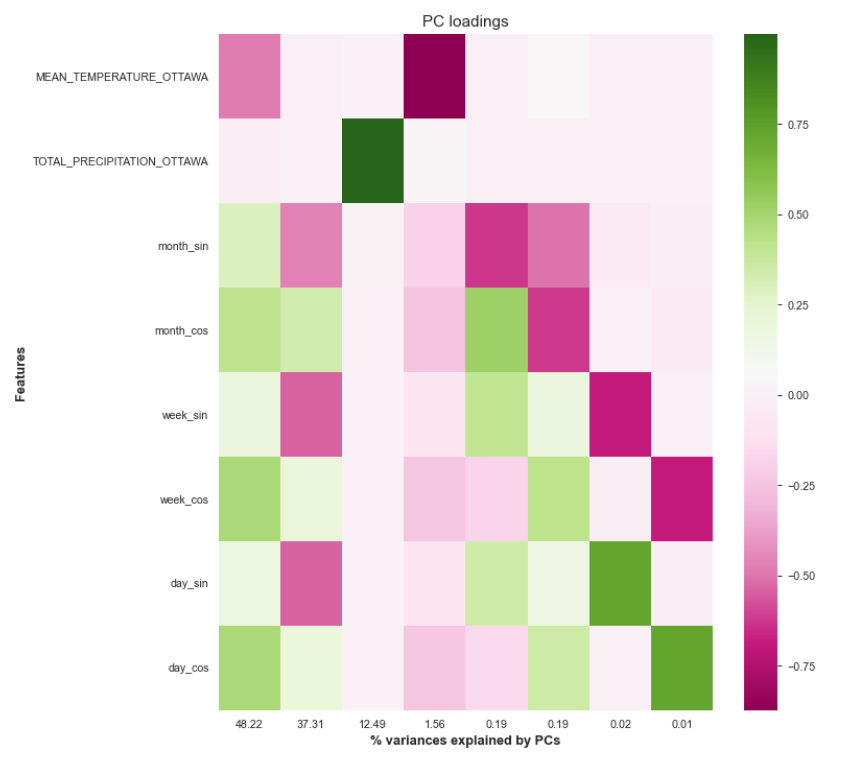 PC loadings
MEAN_TEMPERATURE_OTTAWA
TOTAL_PRECIPITATION_OTTAWA
month_sin
month_cos
week_sin
week_cos
day_sin
day_cos
Features
48.22 37.31 12.49 1.56 0.19 0.19 0.02 0.01
% variances explained by PCs
0.75
0.50
0.25
0.00
−0.25
−0.50
−0.75